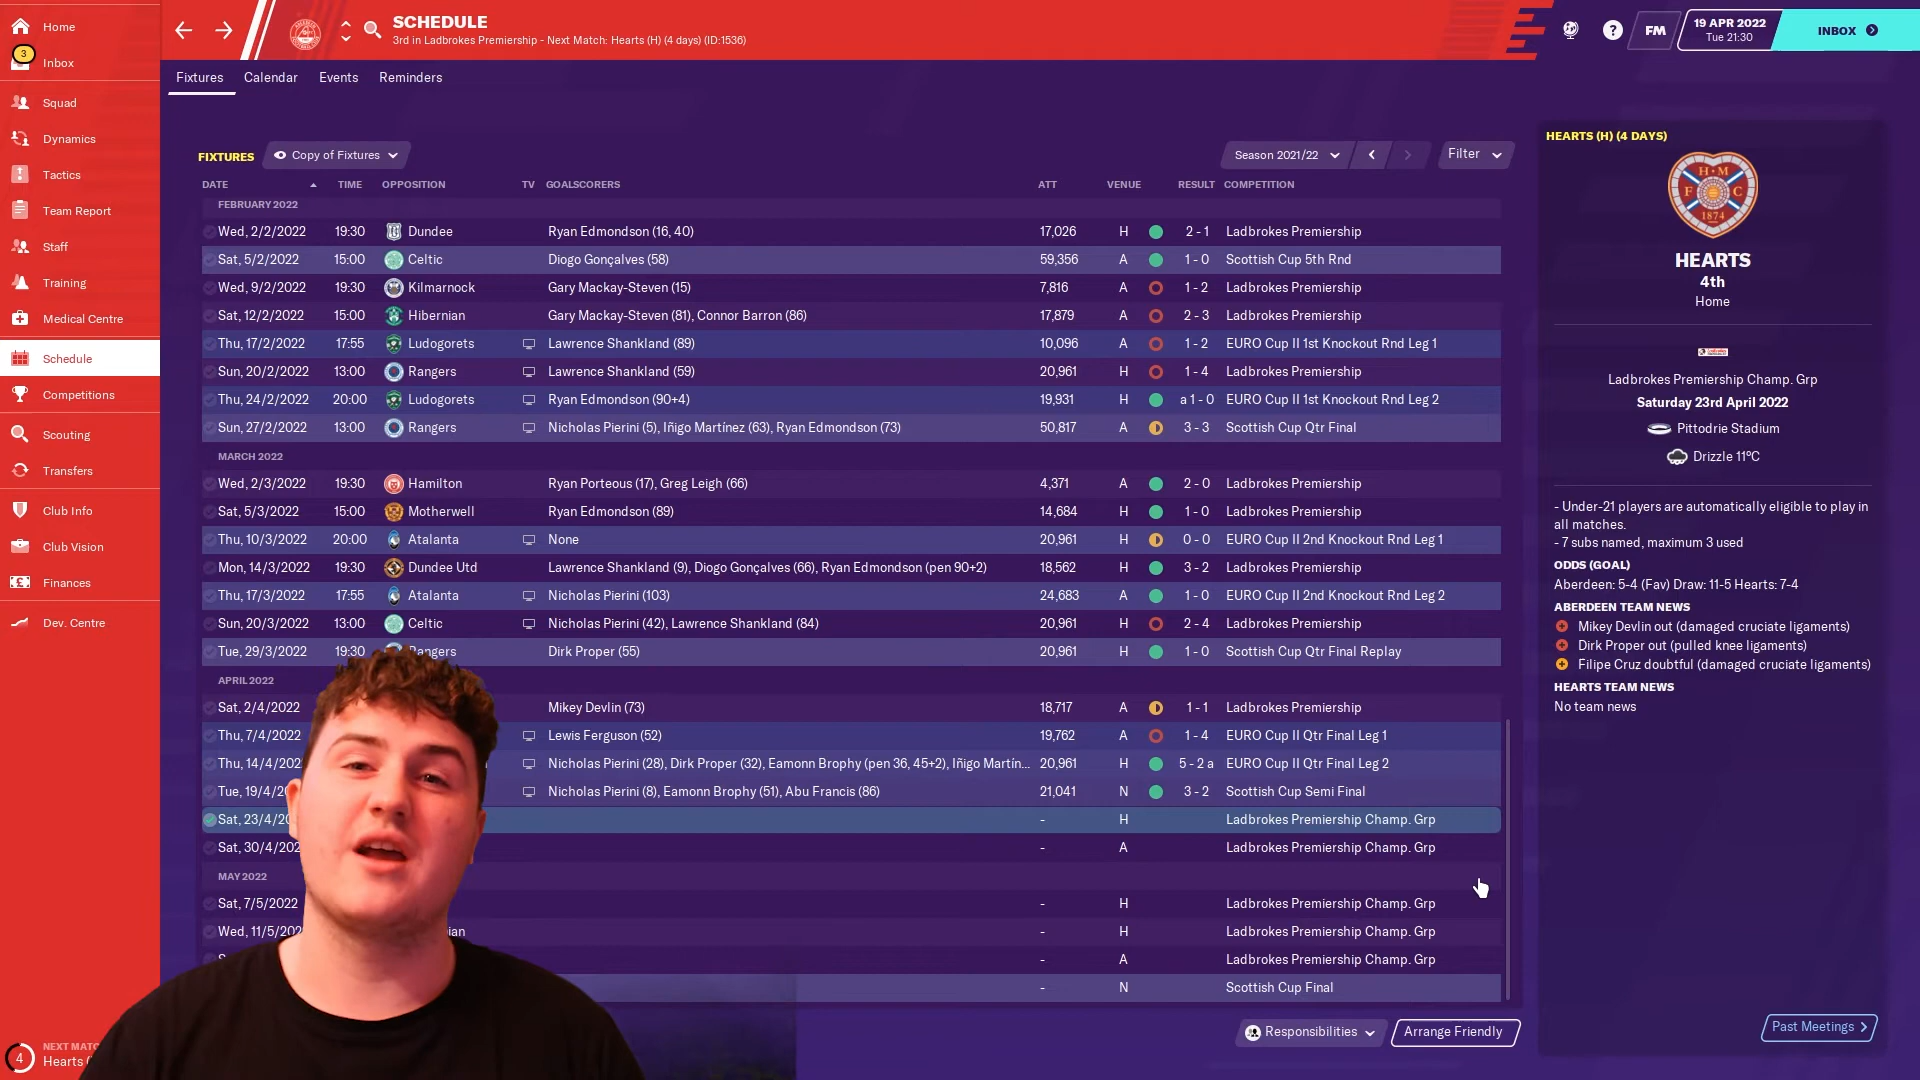 Home
3
Inbox
Squad
Dynamics
Tactics
Team Report
Staff
Training
Medical Centre
Schedule
Competitions
Scouting
Transfers
Club Info
Club Vision
Finances
Dev. Centre
4
NEXT MATC
Hearts (
SCHEDULE
3rd in Ladbrokes Premiership - Next Match: Hearts (H) (4 days) (ID:1536)
?
FM
19 APR 2022
Tue 21:30
INBOX
Fixtures Calendar Events Reminders
FIXTURES Copy of Fixtures Season 2021/22 Filter
DATE TIME OPPOSITION TV GOALSCORERS ATT VENUE RESULT COMPETITION
FEBRUARY 2022
Wed, 2/2/2022 19:30 Dundee Ryan Edmondson (16, 40) 17,026 H 2 - 1 Ladbrokes Premiership
Sat, 5/2/2022 15:00 Celtic Diogo Gonçalves (58) 59,356 A 1 - 0 Scottish Cup 5th Rnd
Wed, 9/2/2022 19:30 Kilmarnock Gary Mackay-Steven (15) 7,816 A 1 - 2 Ladbrokes Premiership
Sat, 12/2/2022 15:00 Hibernian Gary Mackay-Steven (81), Connor Barron (86) 17,879 A 2 - 3 Ladbrokes Premiership
Thu, 17/2/2022 17:55 Ludogorets Lawrence Shankland (89) 10,096 A 1 - 2 EURO Cup II 1st Knockout Rnd Leg 1
Sun, 20/2/2022 13:00 Rangers Lawrence Shankland (59) 20,961 H 1 - 4 Ladbrokes Premiership
Thu, 24/2/2022 20:00 Ludogorets Ryan Edmondson (90+4) 19,931 H a 1 - 0 EURO Cup II 1st Knockout Rnd Leg 2
Sun, 27/2/2022 13:00 Rangers Nicholas Pierini (5), Iñigo Martínez (63), Ryan Edmondson (73) 50,817 A 3 - 3 Scottish Cup Qtr Final
MARCH 2022
Wed, 2/3/2022 19:30 Hamilton Ryan Porteous (17), Greg Leigh (66) 4,371 A 2 - 0 Ladbrokes Premiership
Sat, 5/3/2022 15:00 Motherwell Ryan Edmondson (89) 14,684 H 1 - 0 Ladbrokes Premiership
Thu, 10/3/2022 20:00 Atalanta None 20,961 H 0 - 0 EURO Cup II 2nd Knockout Rnd Leg 1
Mon, 14/3/2022 19:30 Dundee Utd Lawrence Shankland (9), Diogo Gonçalves (66), Ryan Edmondson (pen 90+2) 18,562 H 3 - 2 Ladbrokes Premiership
Thu, 17/3/2022 17:55 Atalanta Nicholas Pierini (103) 24,683 A 1 - 0 EURO Cup II 2nd Knockout Rnd Leg 2
Sun, 20/3/2022 13:00 Celtic Nicholas Pierini (42), Lawrence Shankland (84) 20,961 H 2 - 4 Ladbrokes Premiership
Tue, 29/3/2022 19:30 Rangers Dirk Proper (55) 20,961 H 1 - 0 Scottish Cup Qtr Final Replay
APRIL 2022
Sat, 2/4/2022 Mikey Devlin (73) 18,717 A 1 - 1 Ladbrokes Premiership
Thu, 7/4/2022 Lewis Ferguson (52) 19,762 A 1 - 4 EURO Cup II Qtr Final Leg 1
Thu, 14/4/202 Nicholas Pierini (28), Dirk Proper (32), Eamonn Brophy (pen 36, 45+2), Iñigo Martín... 20,961 H 5 - 2 a EURO Cup II Qtr Final Leg 2
Tue, 19/4/20 Nicholas Pierini (8), Eamonn Brophy (51), Abu Francis (86) 21,041 N 3 - 2 Scottish Cup Semi Final
Sat, 23/4/20 - H Ladbrokes Premiership Champ. Grp
Sat, 30/4/202 - A Ladbrokes Premiership Champ. Grp
MAY 2022
Sat, 7/5/2022 - H Ladbrokes Premiership Champ. Grp
Wed, 11/5/202 ian - H Ladbrokes Premiership Champ. Grp
S - A Ladbrokes Premiership Champ. Grp
- N Scottish Cup Final
Responsibilities Arrange Friendly
HEARTS (H) (4 DAYS)
H·M
F C
1874
HEARTS
4th
Home
Ladbrokes Premiership Champ. Grp
Saturday 23rd April 2022
Pittodrie Stadium
Drizzle 11ºC
- Under-21 players are automatically eligible to play in
all matches.
- 7 subs named, maximum 3 used
ODDS (GOAL)
Aberdeen: 5-4 (Fav) Draw: 11-5 Hearts: 7-4
ABERDEEN TEAM NEWS
Mikey Devlin out (damaged cruciate ligaments)
Dirk Proper out (pulled knee ligaments)
Filipe Cruz doubtful (damaged cruciate ligaments)
HEARTS TEAM NEWS
No team news
Past Meetings